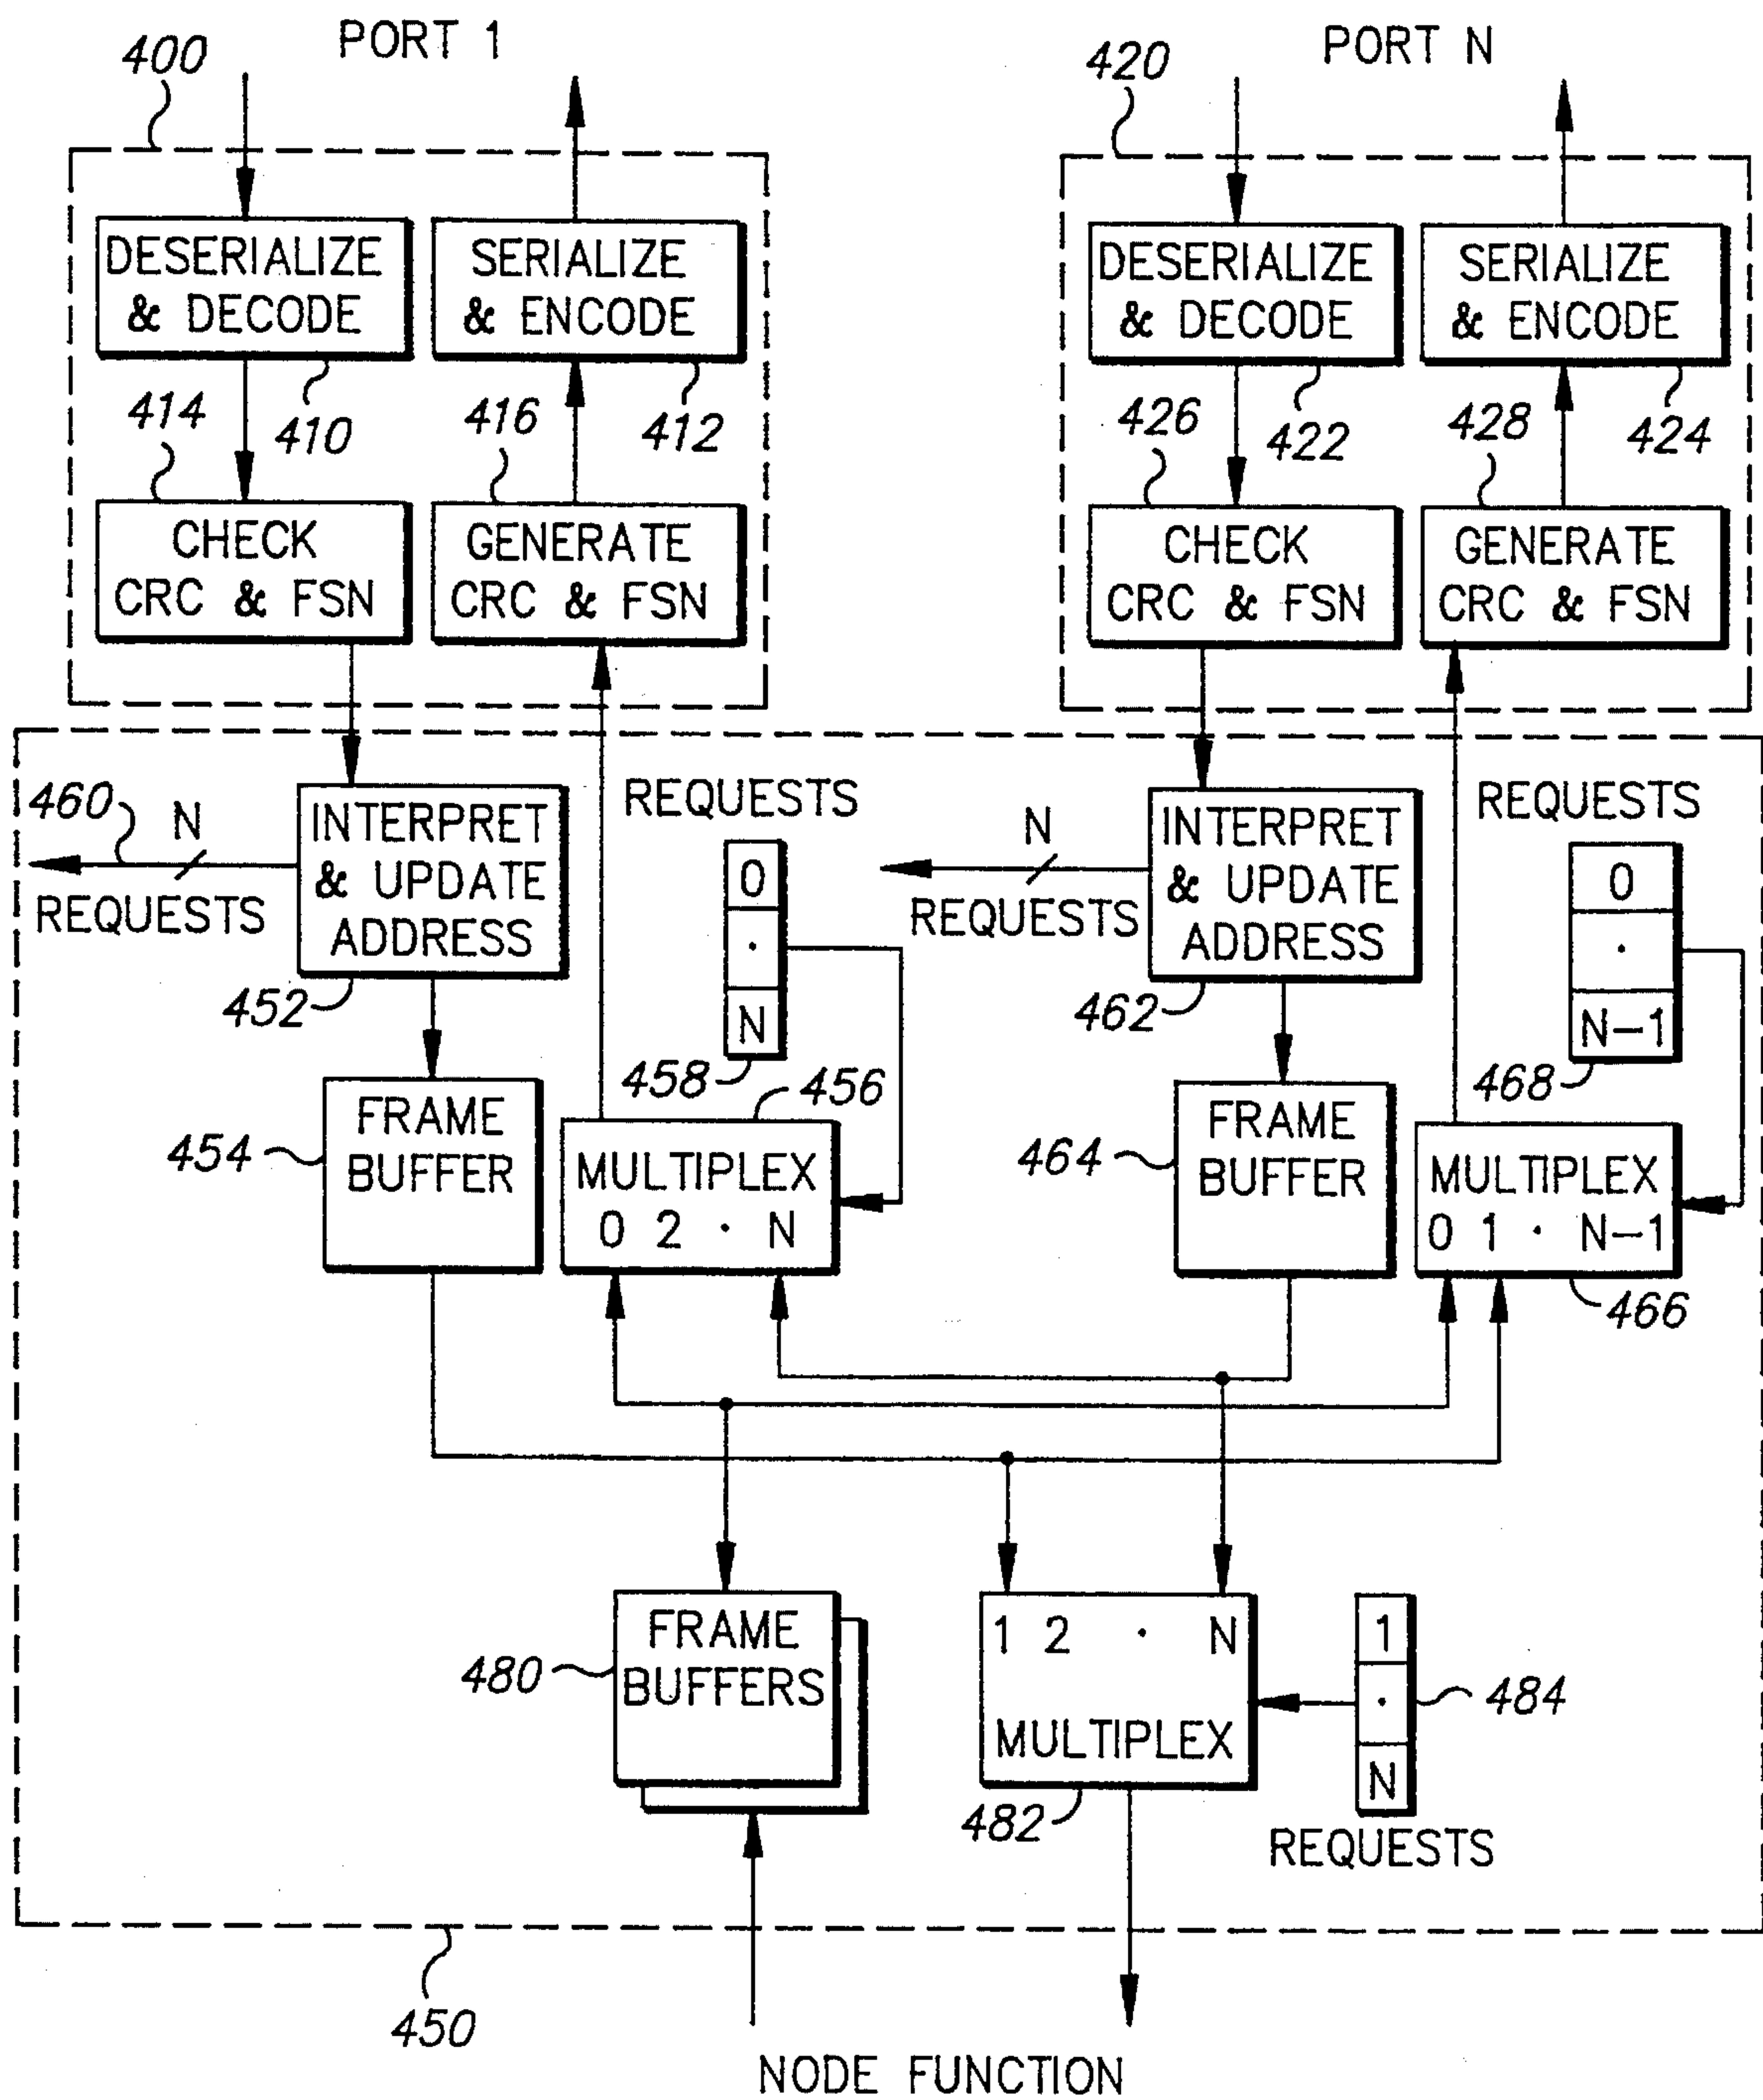 PORT 1
PORT N
400
420
DESERIALIZE
& DECODE
SERIALIZE
& ENCODE
DESERIALIZE
& DECODE
SERIALIZE
& ENCODE
414
410
416
412
426
422
428
424
CHECK
CRC & FSN
GENERATE
CRC & FSN
CHECK
CRC & FSN
GENERATE
CRC & FSN
460
N
REQUESTS
INTERPRET
& UPDATE
ADDRESS
452
REQUESTS
0
.
N
458
N
REQUESTS
INTERPRET
& UPDATE
ADDRESS
462
REQUESTS
0
.
N-1
468
454
FRAME
BUFFER
456
MULTIPLEX
0 2 · N
464
FRAME
BUFFER
MULTIPLEX
0 1 · N-1
466
480
FRAME
BUFFERS
1 2 · N
MULTIPLEX
482
1
.
N
484
REQUESTS
450
NODE FUNCTION